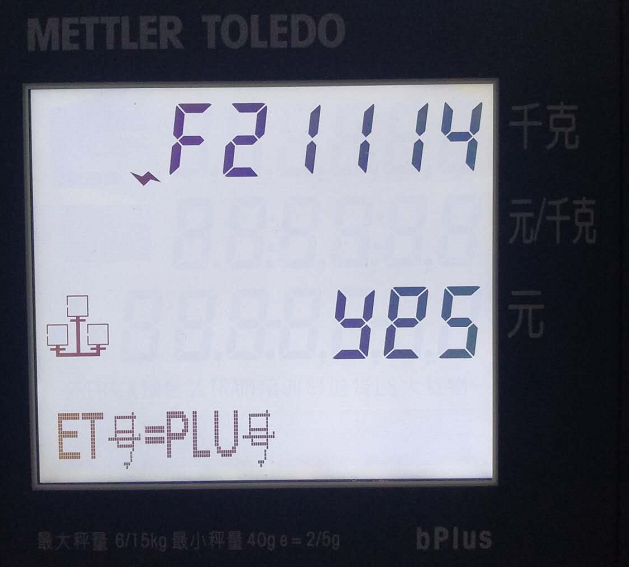 METTLER TOLEDO
F21114 千克
元/千克
yes 元
ET号=PLU号
最大秤量 6/15kg 最小秤量 40g e = 2/5g bPlus